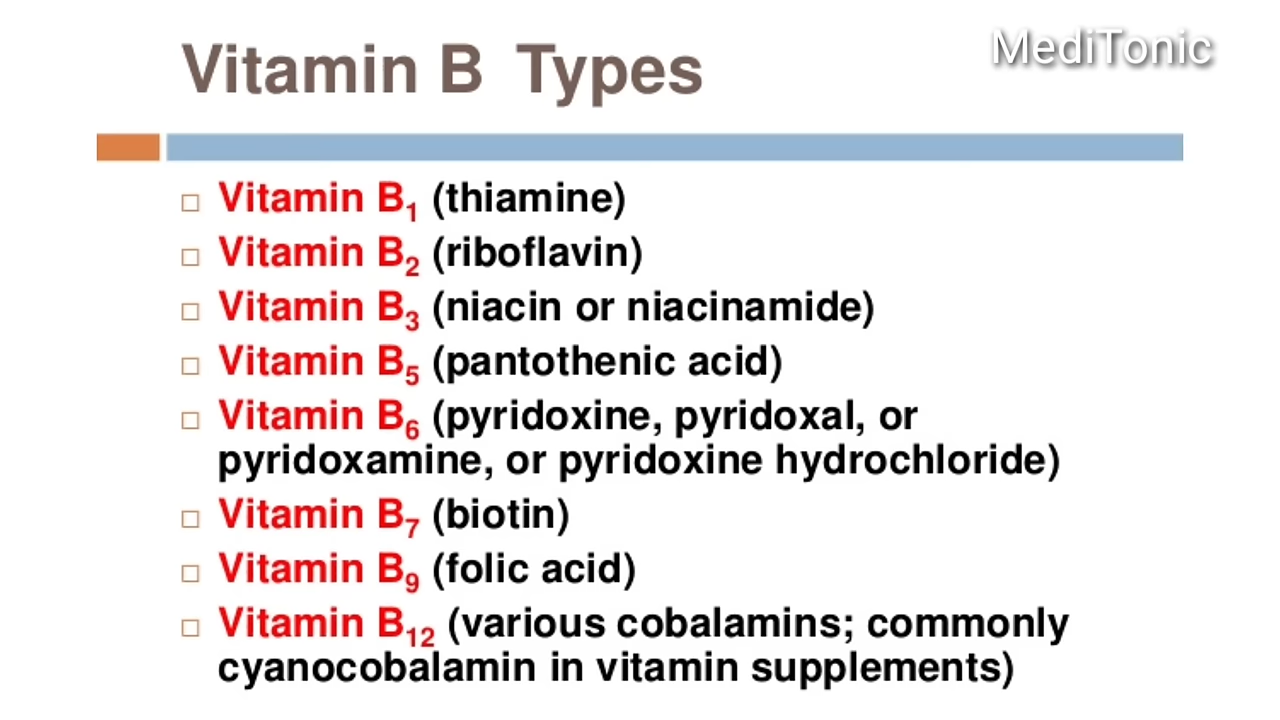 Vitamin B Types
MediTonic
Vitamin B₁ (thiamine)
Vitamin B₂ (riboflavin)
Vitamin B₃ (niacin or niacinamide)
Vitamin B₅ (pantothenic acid)
Vitamin B₆ (pyridoxine, pyridoxal, or
pyridoxamine, or pyridoxine hydrochloride)
Vitamin B₇ (biotin)
Vitamin B₉ (folic acid)
Vitamin B₁₂ (various cobalamins; commonly
cyanocobalamin in vitamin supplements)